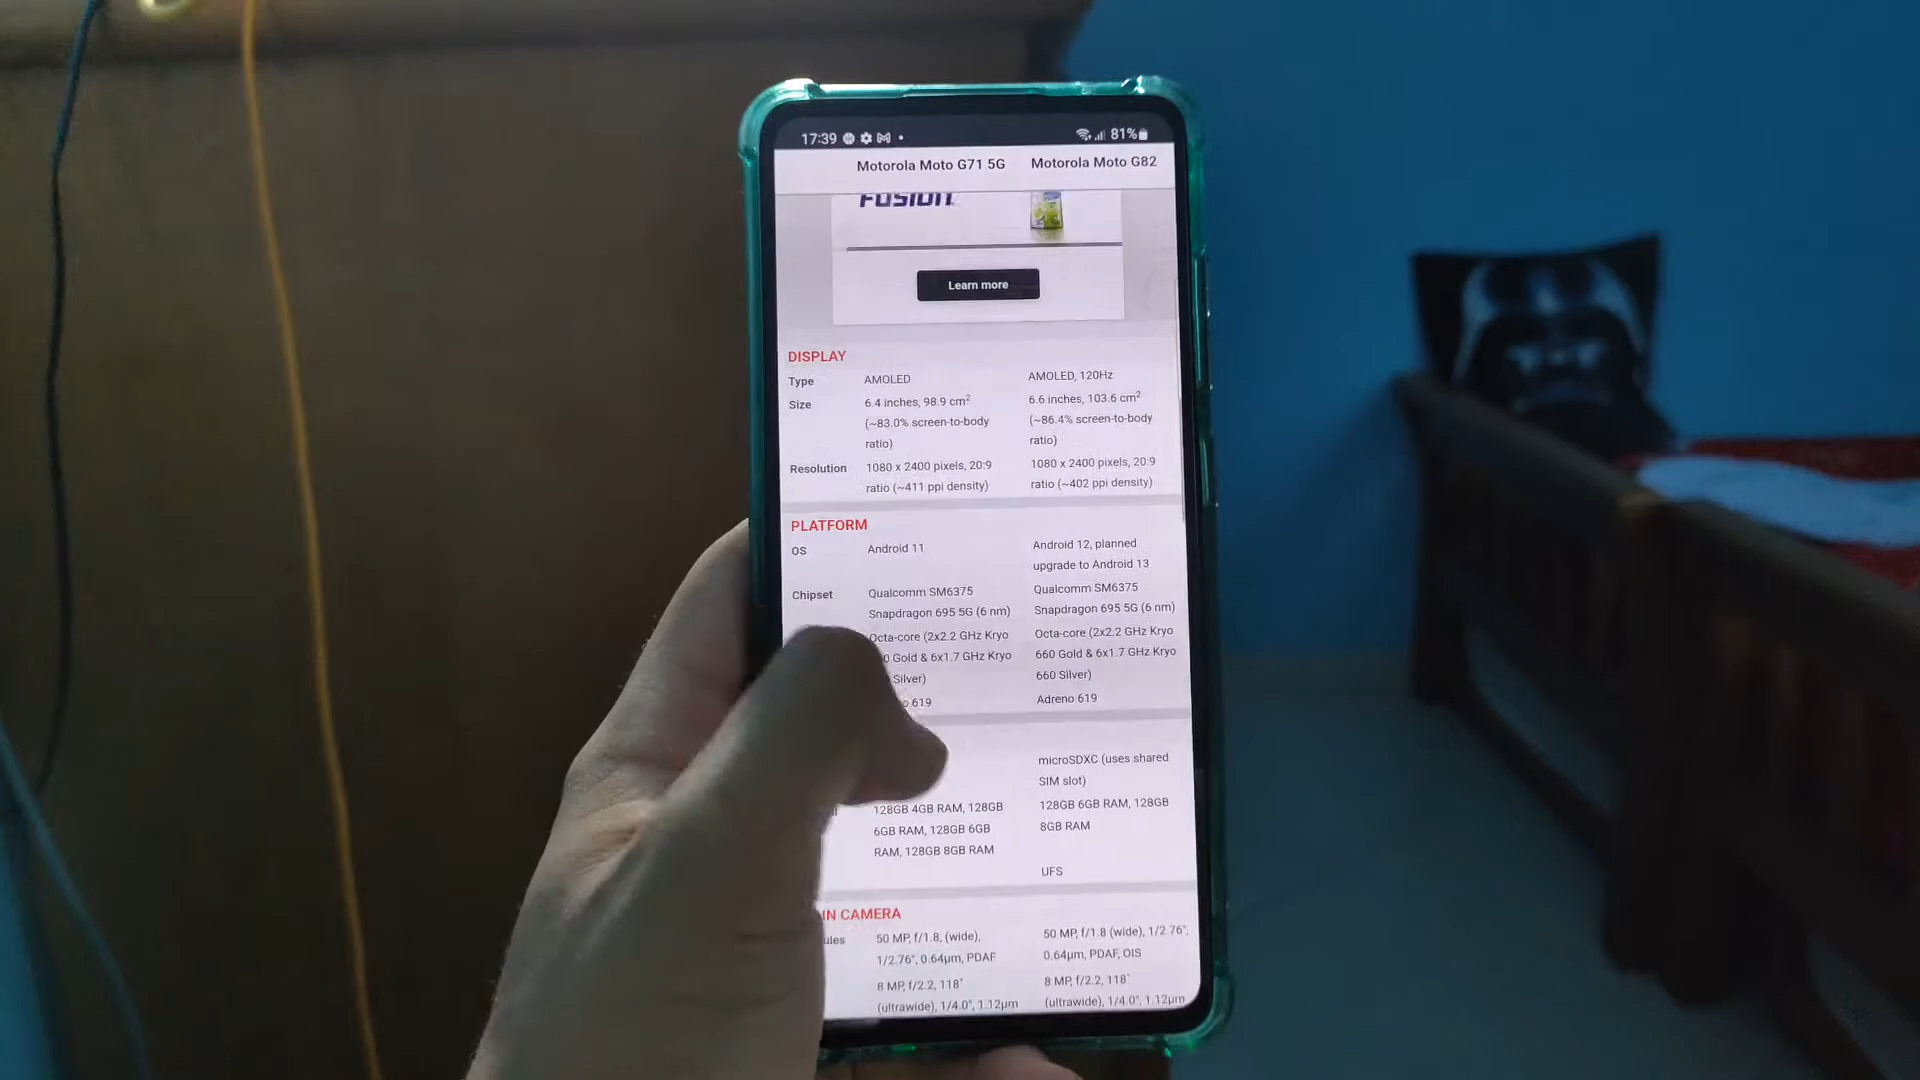 17:39 81%
Motorola Moto G71 5G Motorola Moto G82
Fusion
Learn more
DISPLAY
Type AMOLED AMOLED, 120Hz
Size 6.4 inches, 98.9 cm² 6.6 inches, 103.6 cm²
(~83.0% screen-to-body (~86.4% screen-to-body
ratio) ratio)
Resolution 1080 x 2400 pixels, 20:9 1080 x 2400 pixels, 20:9
ratio (~411 ppi density) ratio (~402 ppi density)
PLATFORM
OS Android 11 Android 12, planned
upgrade to Android 13
Chipset Qualcomm SM6375 Qualcomm SM6375
Snapdragon 695 5G (6 nm) Snapdragon 695 5G (6 nm)
Octa-core (2x2.2 GHz Kryo Octa-core (2x2.2 GHz Kryo
0 Gold & 6x1.7 GHz Kryo 660 Gold & 6x1.7 GHz Kryo
Silver) 660 Silver)
619 Adreno 619
microSDXC (uses shared
SIM slot)
128GB 4GB RAM, 128GB 128GB 6GB RAM, 128GB
6GB RAM, 128GB 6GB 8GB RAM
RAM, 128GB 8GB RAM
UFS
IN CAMERA
ules 50 MP, f/1.8, (wide), 50 MP, f/1.8 (wide), 1/2.76",
1/2.76", 0.64µm, PDAF 0.64µm, PDAF, OIS
8 MP, f/2.2, 118˚ 8 MP, f/2.2, 118˚
(ultrawide), 1/4.0", 1.12µm (ultrawide), 1/4.0", 1.12µm